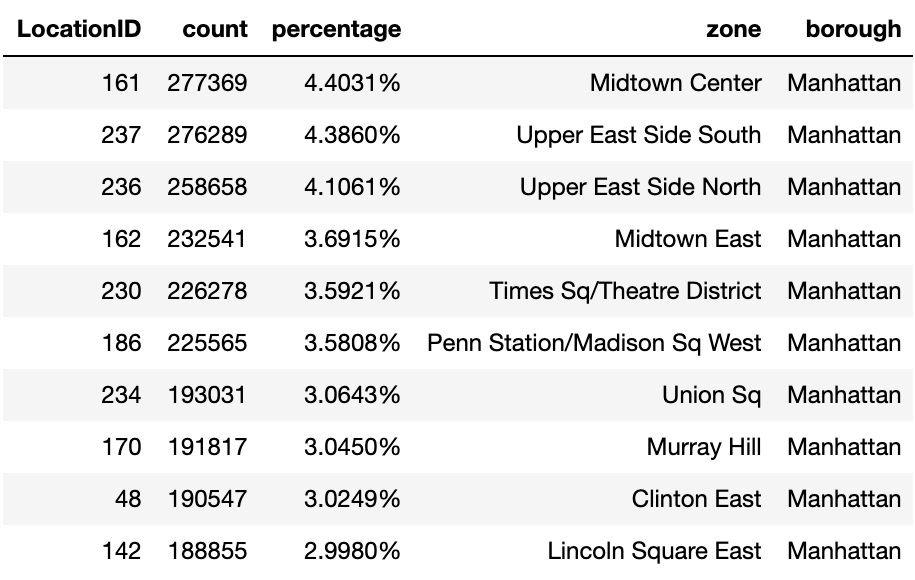 LocationID count percentage zone borough
161 277369 4.4031% Midtown Center Manhattan
237 276289 4.3860% Upper East Side South Manhattan
236 258658 4.1061% Upper East Side North Manhattan
162 232541 3.6915% Midtown East Manhattan
230 226278 3.5921% Times Sq/Theatre District Manhattan
186 225565 3.5808% Penn Station/Madison Sq West Manhattan
234 193031 3.0643% Union Sq Manhattan
170 191817 3.0450% Murray Hill Manhattan
48 190547 3.0249% Clinton East Manhattan
142 188855 2.9980% Lincoln Square East Manhattan